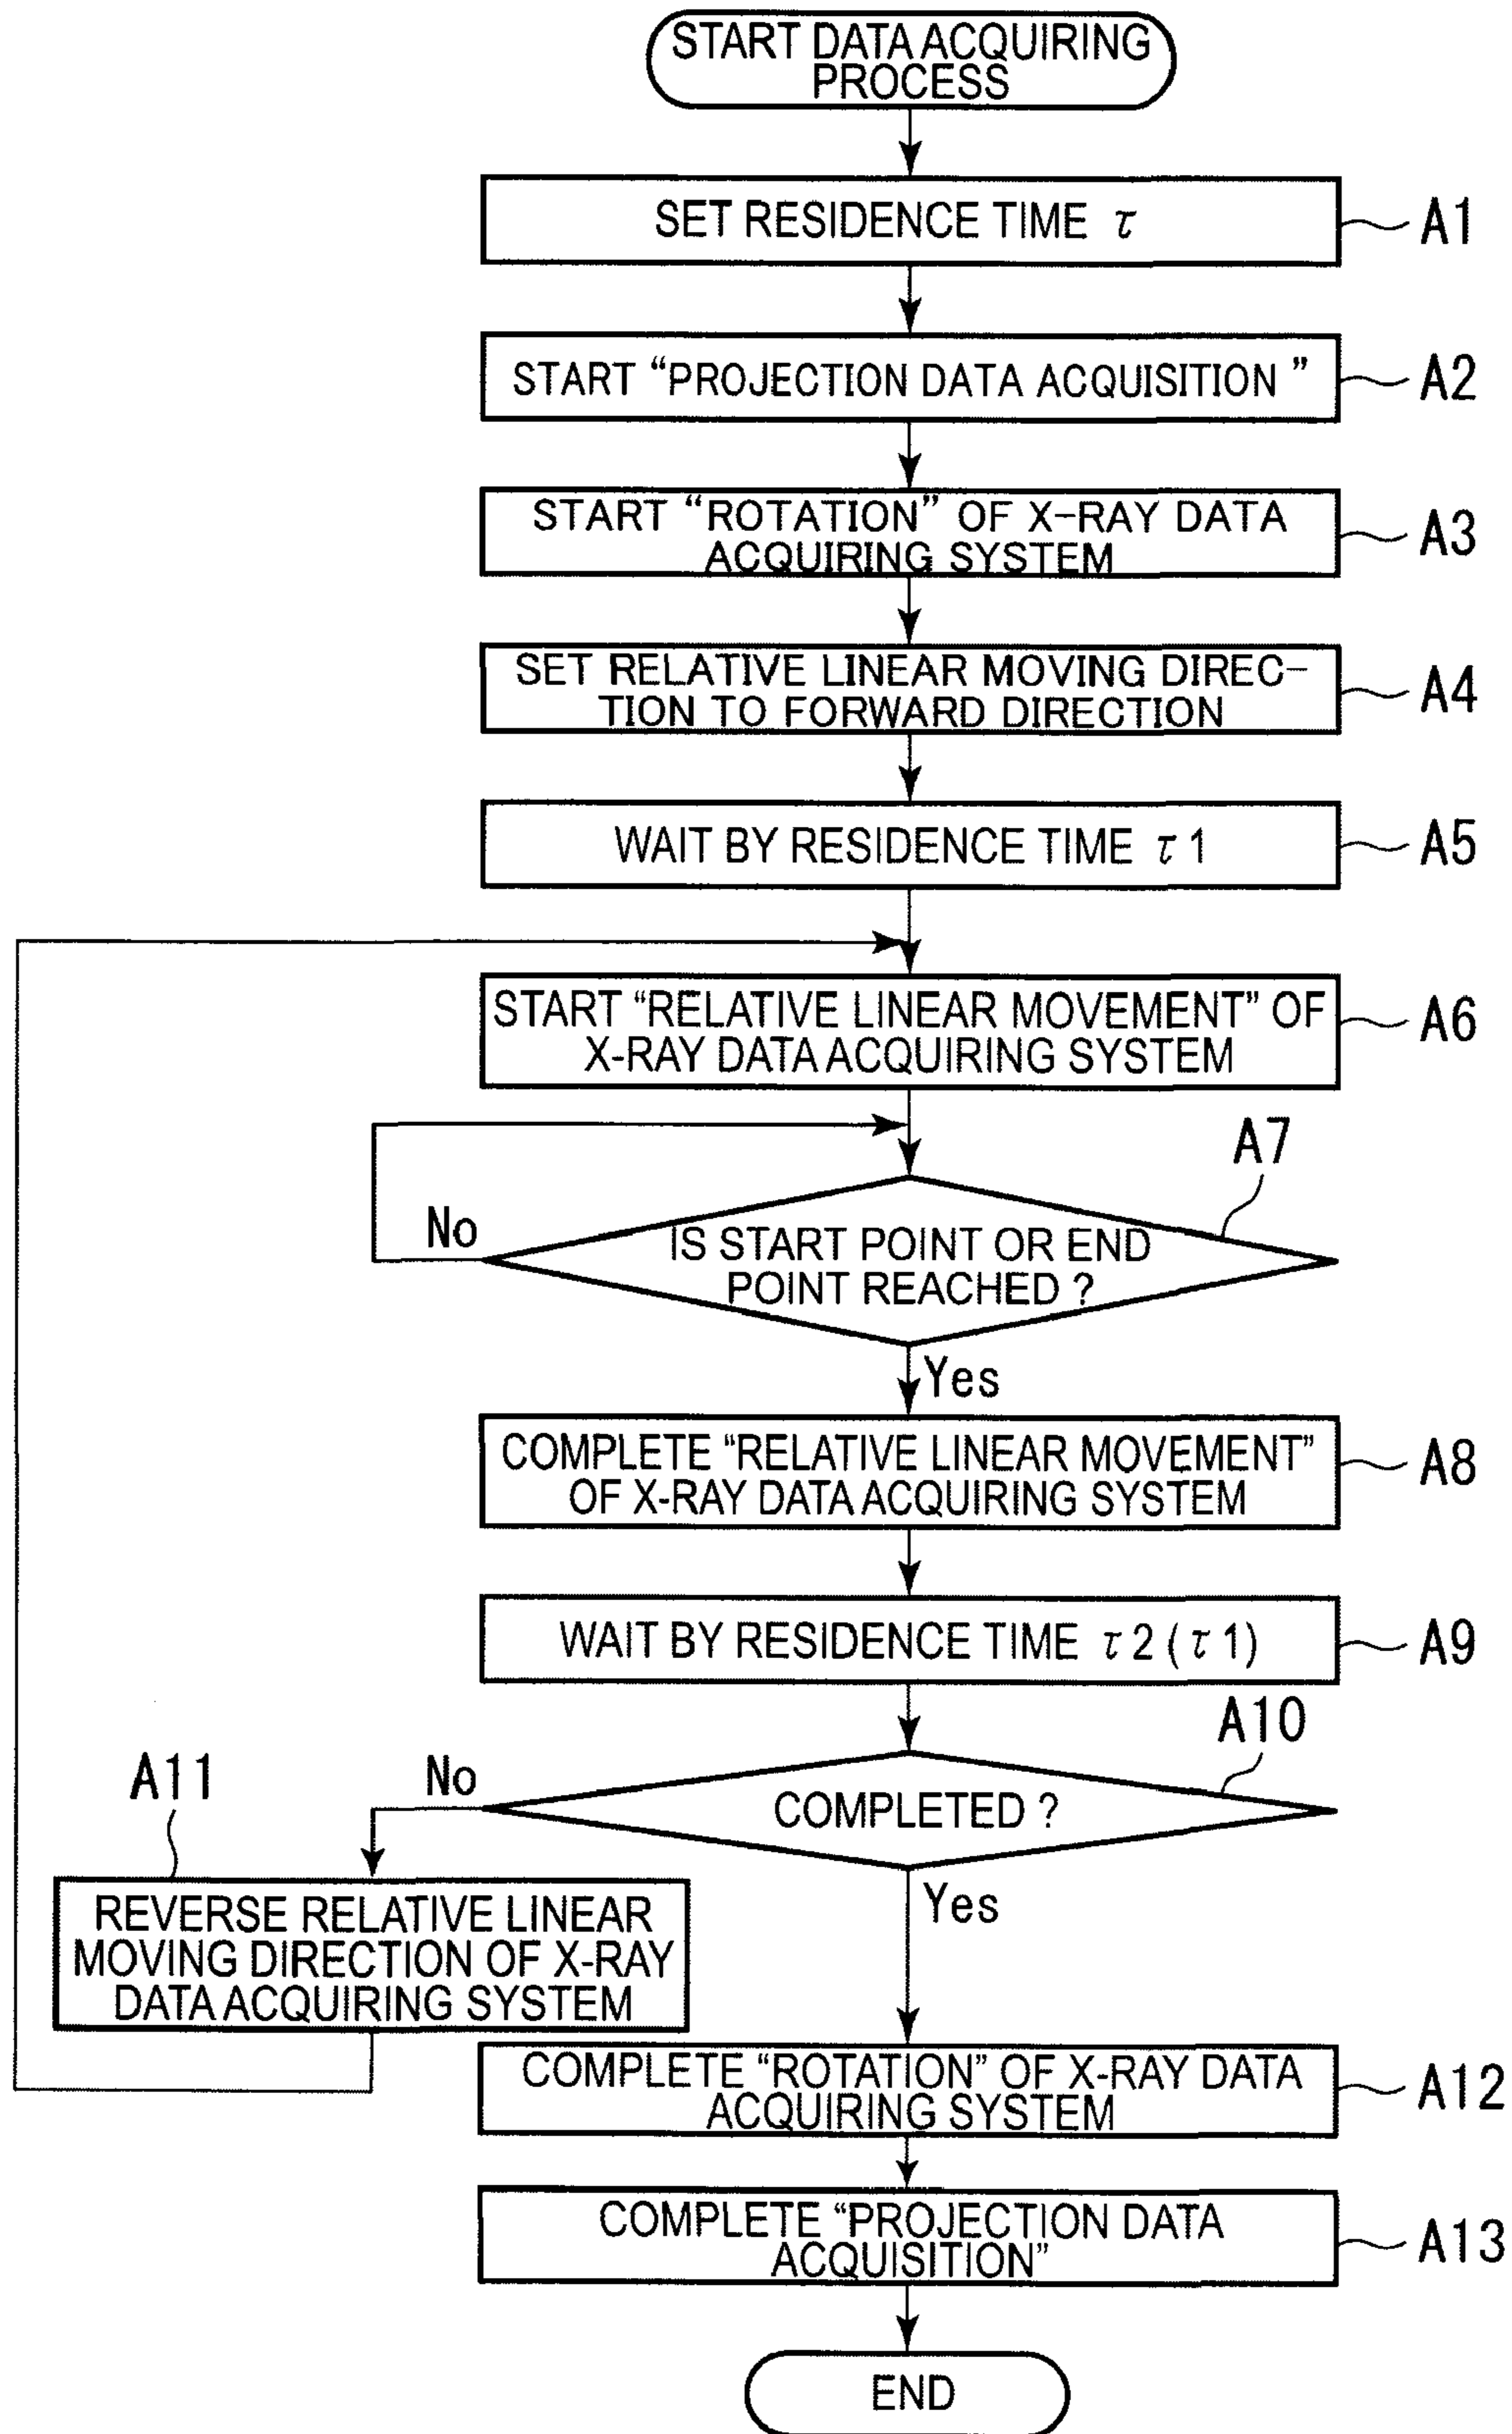 START DATA ACQUIRING
PROCESS
SET RESIDENCE TIME τ
A1
START “PROJECTION DATA ACQUISITION ”
A2
START “ROTATION” OF X-RAY DATA
ACQUIRING SYSTEM
A3
SET RELATIVE LINEAR MOVING DIREC-
TION TO FORWARD DIRECTION
A4
WAIT BY RESIDENCE TIME τ 1
A5
START “RELATIVE LINEAR MOVEMENT” OF
X-RAY DATA ACQUIRING SYSTEM
A6
A7
No
IS START POINT OR END
POINT REACHED ?
Yes
COMPLETE “RELATIVE LINEAR MOVEMENT”
OF X-RAY DATA ACQUIRING SYSTEM
A8
WAIT BY RESIDENCE TIME τ 2 ( τ 1)
A9
A10
No
COMPLETED ?
A11
Yes
REVERSE RELATIVE LINEAR
MOVING DIRECTION OF X-RAY
DATA ACQUIRING SYSTEM
COMPLETE “ROTATION” OF X-RAY DATA
ACQUIRING SYSTEM
A12
COMPLETE “PROJECTION DATA
ACQUISITION”
A13
END